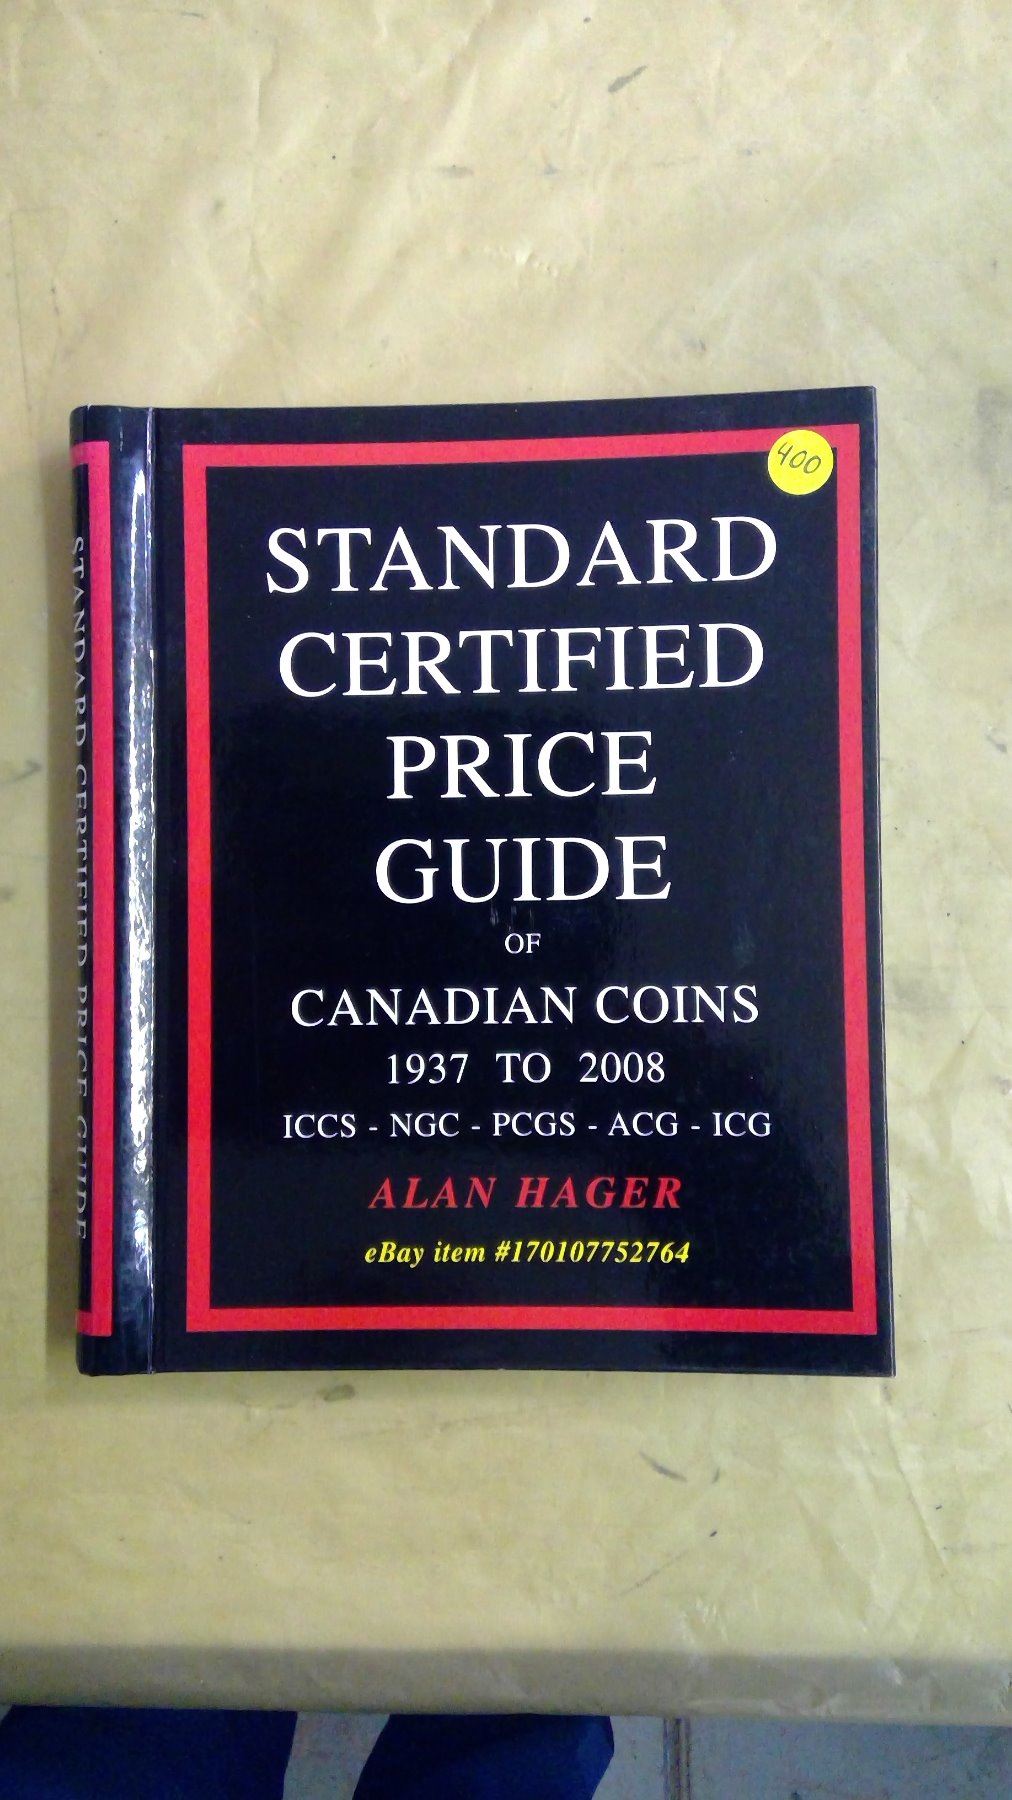 400
STANDARD
CERTIFIED
PRICE
GUIDE
OF
CANADIAN COINS
1937 TO 2008
ICCS - NGC - PCGS - ACG - ICG
ALAN HAGER
eBay item #170107752764
STANDARD CERTIFIED PRICE GUIDE